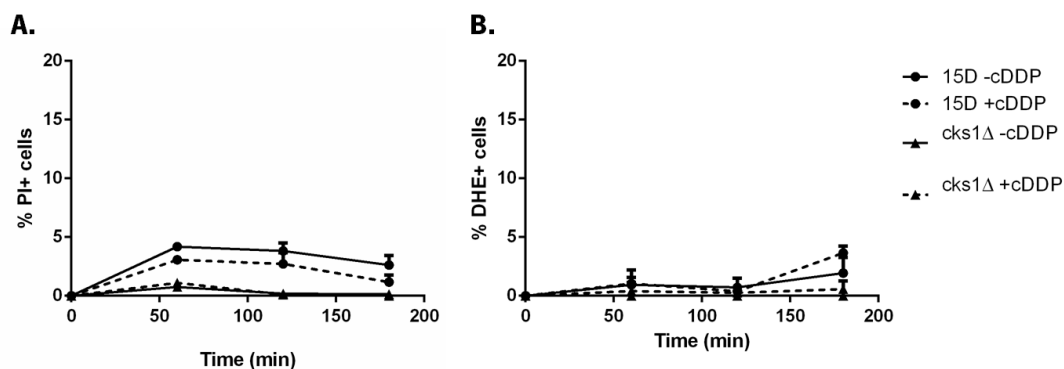 A.
20
15
10
5
0
% PI+ cells
0 50 100 150 200
Time (min)
B.
20
15
10
5
0
% DHE+ cells
0 50 100 150 200
Time (min)
15D -cDDP
15D +cDDP
cks1Δ -cDDP
cks1Δ +cDDP